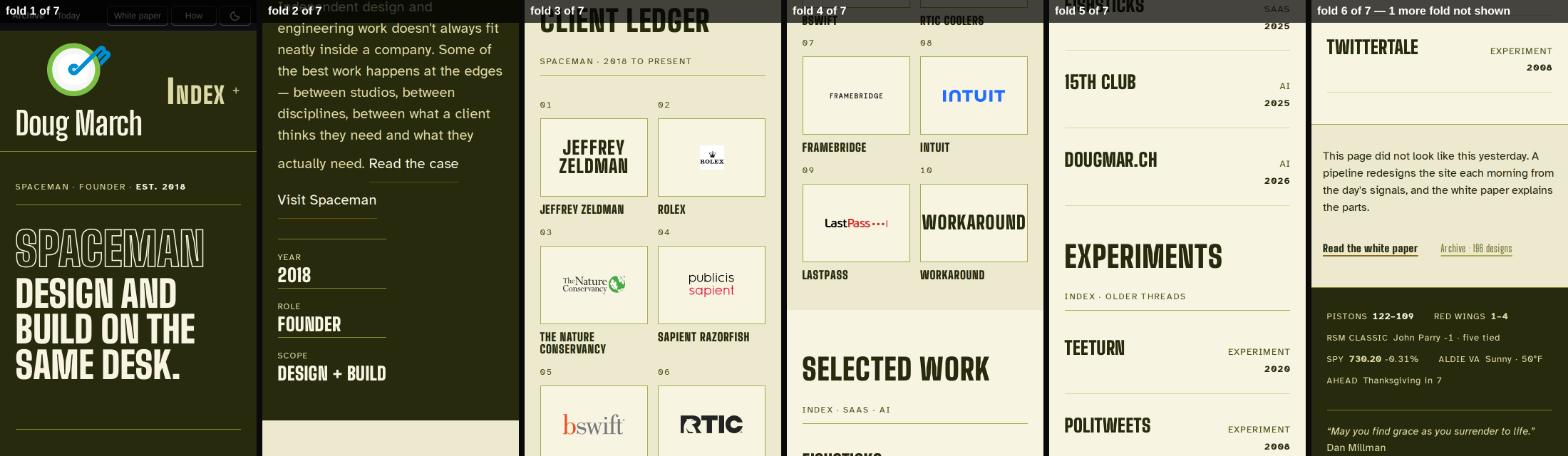 fold 1 of 7
Archive
Today
White paper
How
Doug March
INDEX +
SPACEMAN · FOUNDER · EST. 2018
SPACEMAN
DESIGN AND
BUILD ON THE
SAME DESK.
fold 2 of 7
independent design and
engineering work doesn't always fit
neatly inside a company. Some of
the best work happens at the edges
— between studios, between
disciplines, between what a client
thinks they need and what they
actually need. Read the case
Visit Spaceman
YEAR
2018
ROLE
FOUNDER
SCOPE
DESIGN + BUILD
fold 3 of 7
CLIENT LEDGER
SPACEMAN · 2018 TO PRESENT
01
02
JEFFREY
ZELDMAN
ROLEX
JEFFREY ZELDMAN
ROLEX
03
04
The Nature
Conservancy
publicis
sapient
THE NATURE
CONSERVANCY
SAPIENT RAZORFISH
05
06
bswift
RTIC
fold 4 of 7
BSWIFT
RTIC COOLERS
07
08
FRAMEBRIDGE
INTUIT
FRAMEBRIDGE
INTUIT
09
10
LastPass
WORKAROUND
LASTPASS
WORKAROUND
SELECTED WORK
INDEX · SAAS · AI
FISHSTICKS
fold 5 of 7
FISHSTICKS
SAAS
2025
15TH CLUB
AI
2025
DOUGMAR.CH
AI
2026
EXPERIMENTS
INDEX · OLDER THREADS
TEETURN
EXPERIMENT
2020
POLITWEETS
EXPERIMENT
2008
fold 6 of 7 — 1 more fold not shown
TWITTERTALE
EXPERIMENT
2008
This page did not look like this yesterday. A
pipeline redesigns the site each morning from
the day's signals, and the white paper explains
the parts.
Read the white paper
Archive · 196 designs
PISTONS 122–109 RED WINGS 1–4
RSM CLASSIC John Parry -1 · five tied
SPY 730.20 -0.31% ALDIE VA Sunny · 50°F
AHEAD Thanksgiving in 7
“May you find grace as you surrender to life.”
Dan Millman